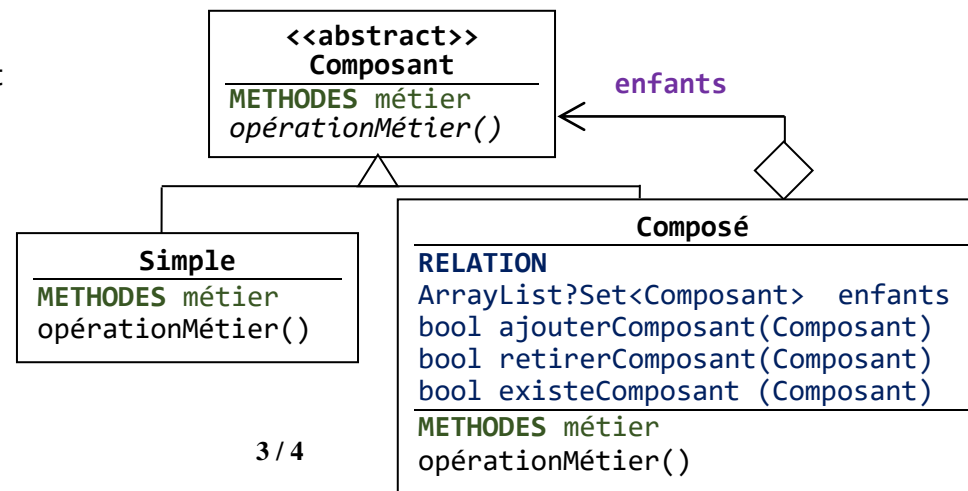 <<abstract>>
Composant
METHODES métier
opérationMétier()
enfants
Simple
METHODES métier
opérationMétier()
Composé
RELATION
ArrayList?Set<Composant> enfants
bool ajouterComposant(Composant)
bool retirerComposant(Composant)
bool existeComposant (Composant)
METHODES métier
opérationMétier()
3 / 4